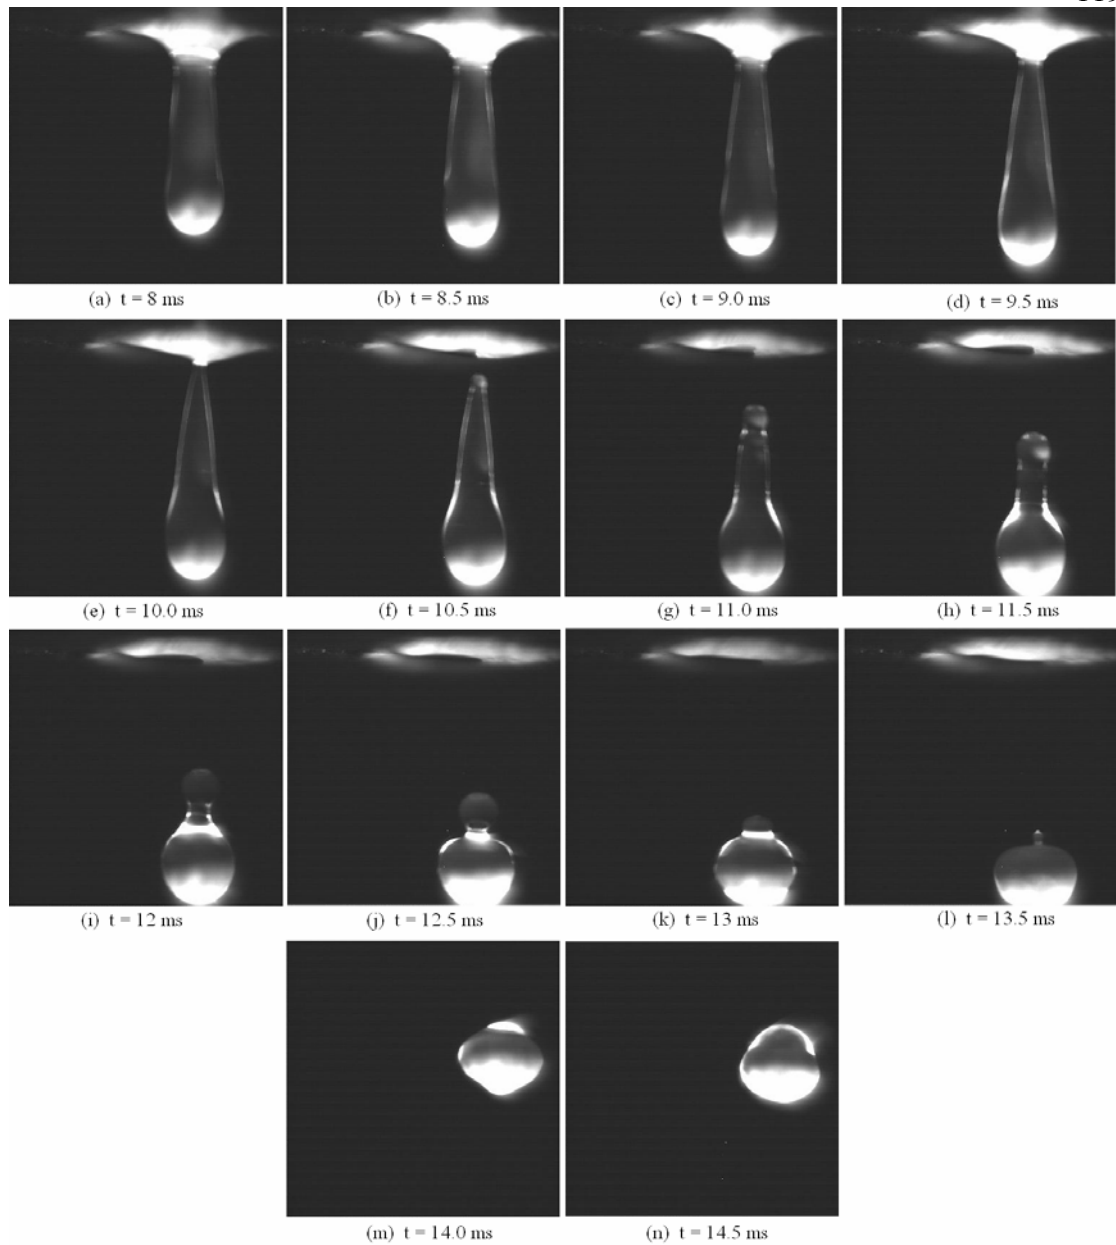 (a) t = 8 ms (b) t = 8.5 ms (c) t = 9.0 ms (d) t = 9.5 ms
(e) t = 10.0 ms (f) t = 10.5 ms (g) t = 11.0 ms (h) t = 11.5 ms
(i) t = 12 ms (j) t = 12.5 ms (k) t = 13 ms (l) t = 13.5 ms
(m) t = 14.0 ms (n) t = 14.5 ms